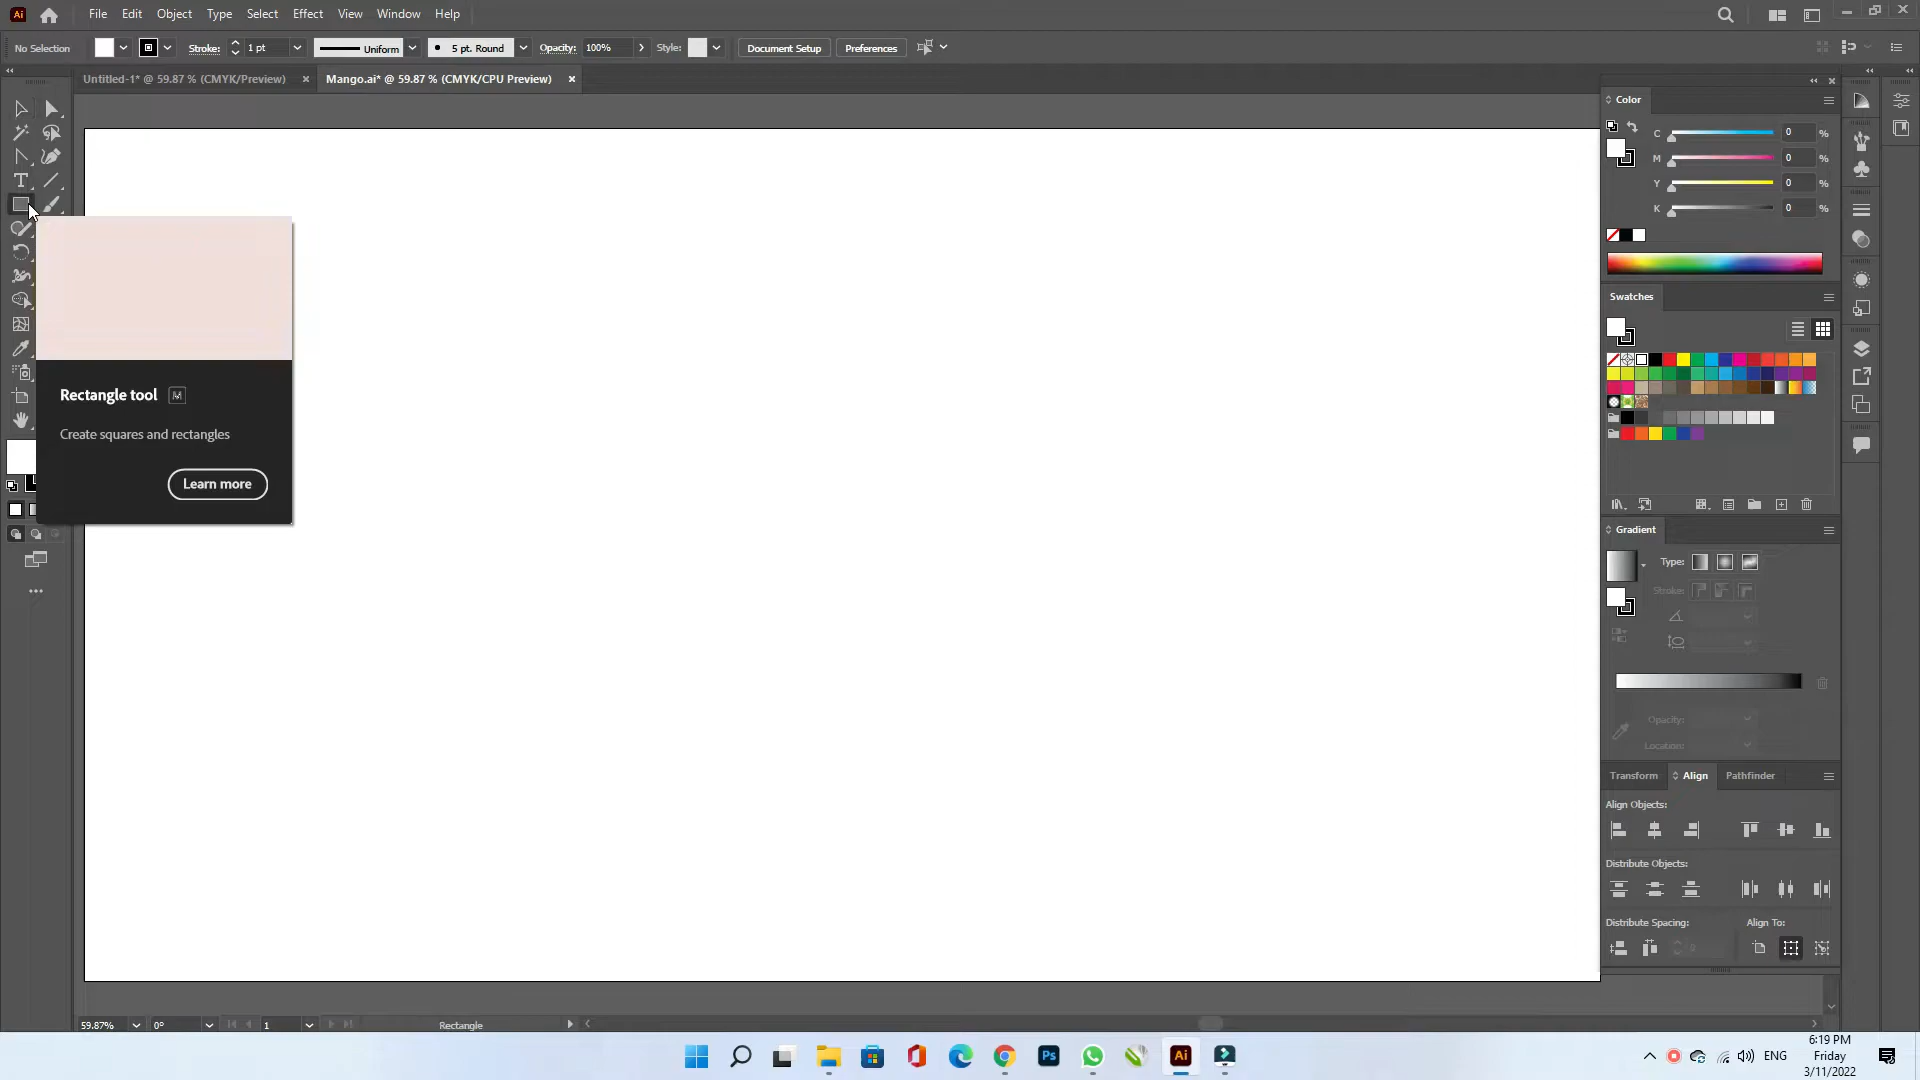 Ai File Edit Object Type Select Effect View Window Help
No Selection Stroke: 1 pt Uniform 5 pt. Round Opacity: 100% Style: Document Setup Preferences
Untitled-1* @ 59.87 % (CMYK/Preview) × Mango.ai* @ 59.87 % (CMYK/CPU Preview) ×
Color
C 0 %
M 0 %
Y 0 %
K 0 %
Swatches
Rectangle tool M
Create squares and rectangles
Learn more
Gradient
Type:
Stroke:
Opacity:
Location:
Transform Align Pathfinder
Align Objects:
Distribute Objects:
Distribute Spacing: Align To:
59.87% 0° 1 Rectangle
Ps Ai ENG
6:19 PM
Friday
3/11/2022